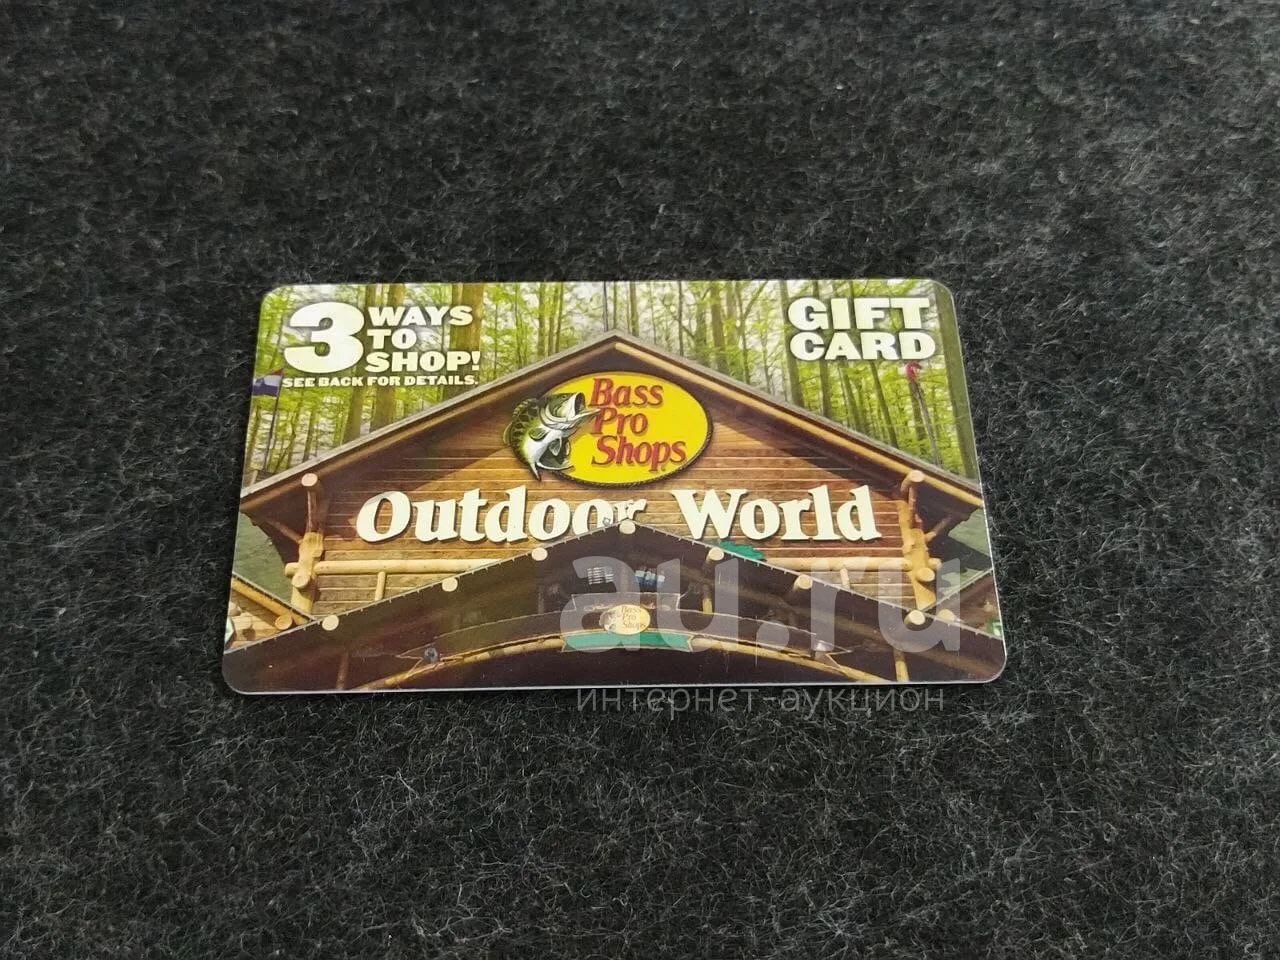 3 WAYS
TO
SHOP!
SEE BACK FOR DETAILS.
GIFT
CARD
Bass
Pro
Shops
Outdoor World
au.ru
Bass
Pro
Shops
интернет-аукцион